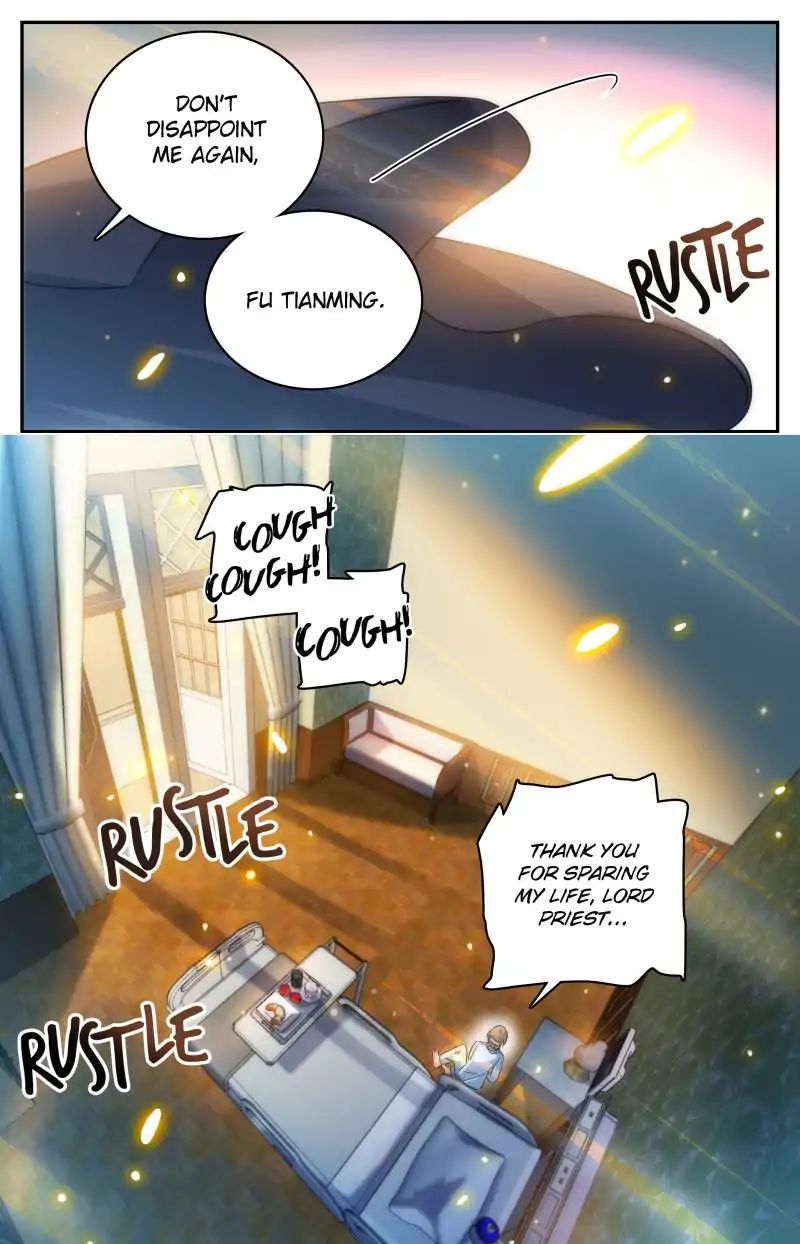 DON'T
DISAPPOINT
ME AGAIN,
FU TIANMING.
RUSTLE
COUGH
COUGH!
COUGH!
RUSTLE
THANK YOU
FOR SPARING
MY LIFE, LORD
PRIEST...
RUSTLE